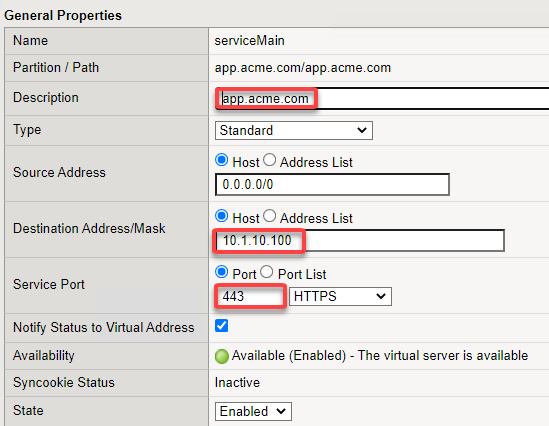 General Properties
Name serviceMain
Partition / Path app.acme.com/app.acme.com
Description app.acme.com
Type Standard
Source Address Host Address List
0.0.0.0/0
Destination Address/Mask Host Address List
10.1.10.100
Service Port Port Port List
443 HTTPS
Notify Status to Virtual Address
Availability Available (Enabled) - The virtual server is available
Syncookie Status Inactive
State Enabled